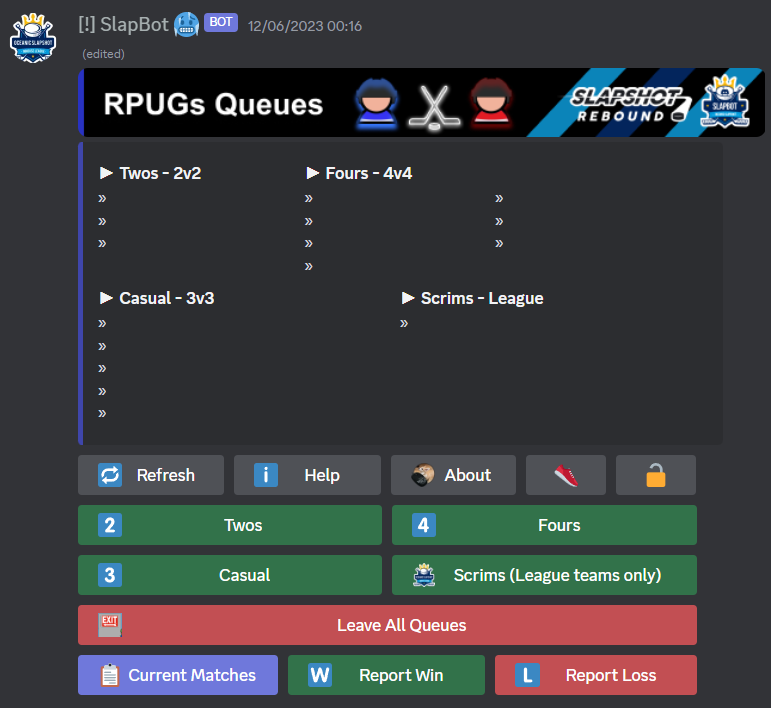 [!] SlapBot 🥶 BOT 12/06/2023 00:16
(edited)
RPUGs Queues
SLAPSHOT
REBOUND
SLAPBOT
▶ Twos - 2v2 ▶ Fours - 4v4
» » »
» » »
» » »
»
▶ Casual - 3v3 ▶ Scrims - League
» »
»
»
»
»
Refresh i Help About
2 Twos 4 Fours
3 Casual Scrims (League teams only)
EXIT Leave All Queues
Current Matches W Report Win L Report Loss